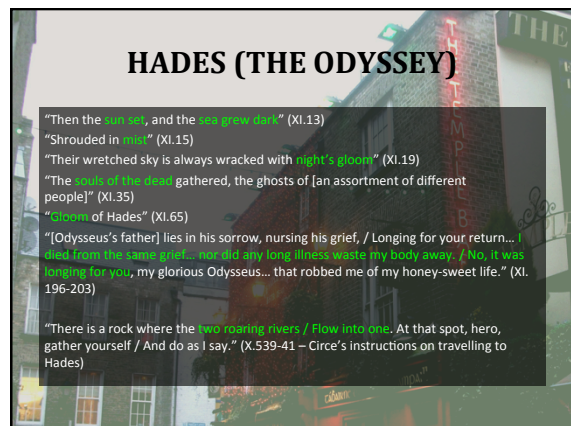 HADES (THE ODYSSEY)
THE
THE TEMPLE B
“Then the sun set, and the sea grew dark” (XI.13)
“Shrouded in mist” (XI.15)
“Their wretched sky is always wracked with night’s gloom” (XI.19)
“The souls of the dead gathered, the ghosts of [an assortment of different
people]” (XI.35)
“Gloom of Hades” (XI.65)
“[Odysseus’s father] lies in his sorrow, nursing his grief, / Longing for your return… I
died from the same grief… nor did any long illness waste my body away. / No, it was
longing for you, my glorious Odysseus… that robbed me of my honey-sweet life.” (XI.
196-203)
“There is a rock where the two roaring rivers / Flow into one. At that spot, hero,
gather yourself / And do as I say.” (X.539-41 – Circe’s instructions on travelling to
Hades)